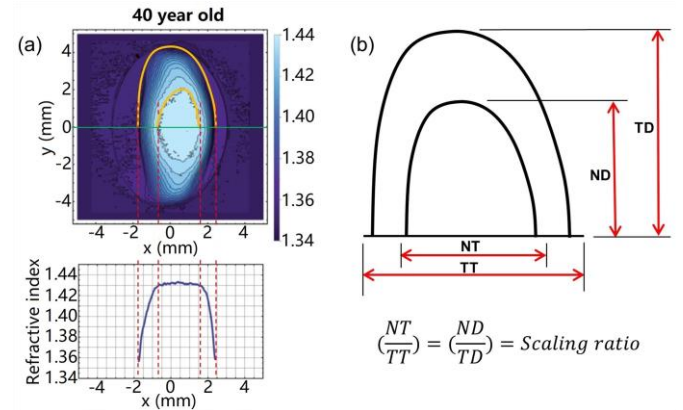 40 year old
(a)
y (mm)
4
2
0
-2
-4
-4 -2 0 2 4
x (mm)
1.44
1.42
1.40
1.38
1.36
1.34
Refractive index
1.44
1.42
1.40
1.38
1.36
1.34
-4 -2 0 2 4
x (mm)
(b)
TD
ND
NT
TT
(NT/TT) = (ND/TD) = Scaling ratio